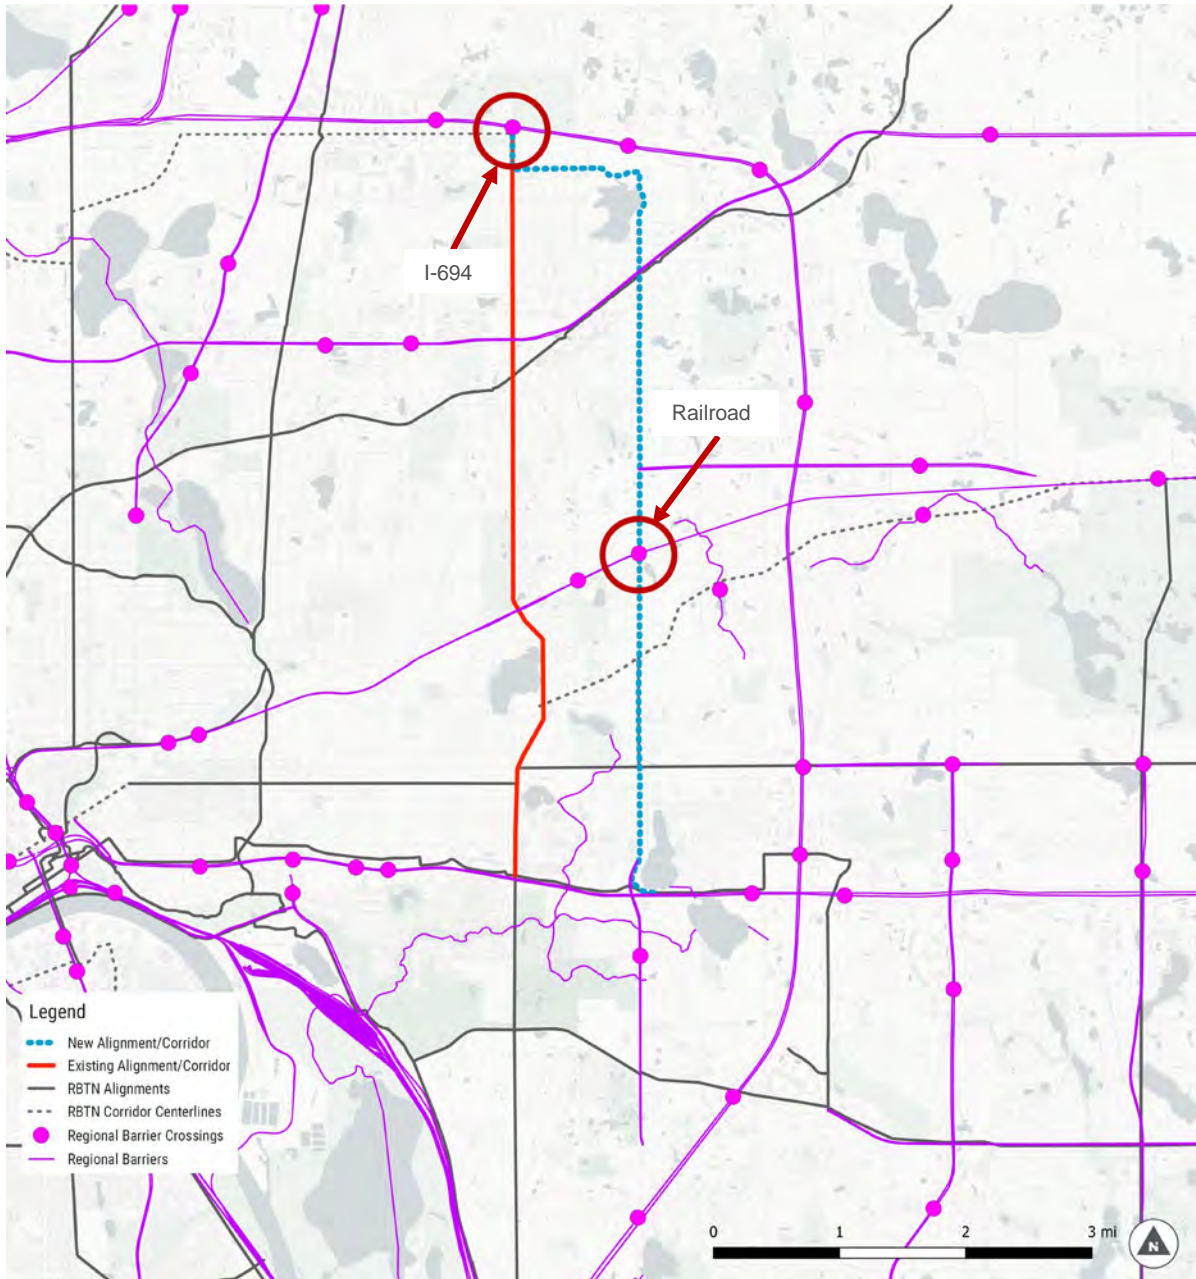 I-694
Railroad
Legend
New Alignment/Corridor
Existing Alignment/Corridor
RBTN Alignments
RBTN Corridor Centerlines
Regional Barrier Crossings
Regional Barriers
0 1 2 3 mi
N